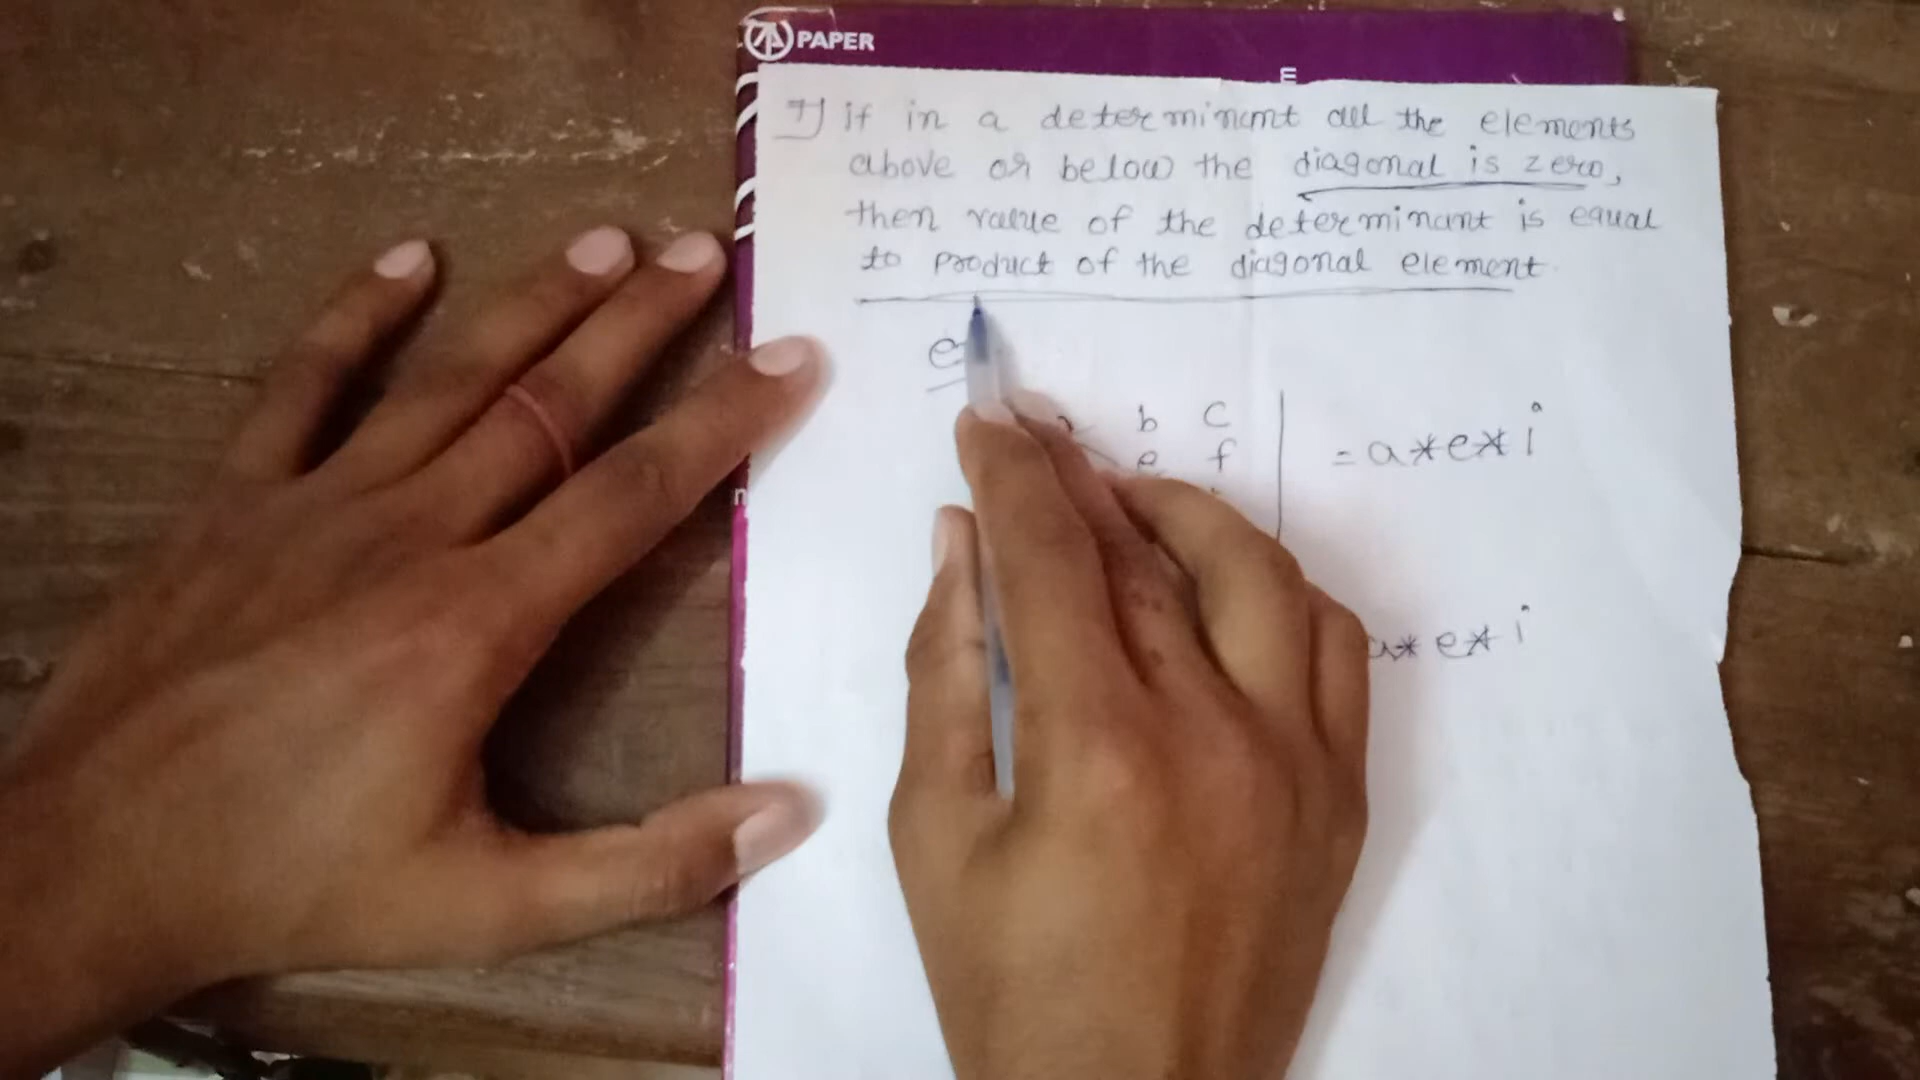 PAPER
7) if in a determinant all the elements
above or below the diagonal is zero,
then value of the determinant is equal
to product of the diagonal element.
b c
e f
= a*e*i
a*e*i